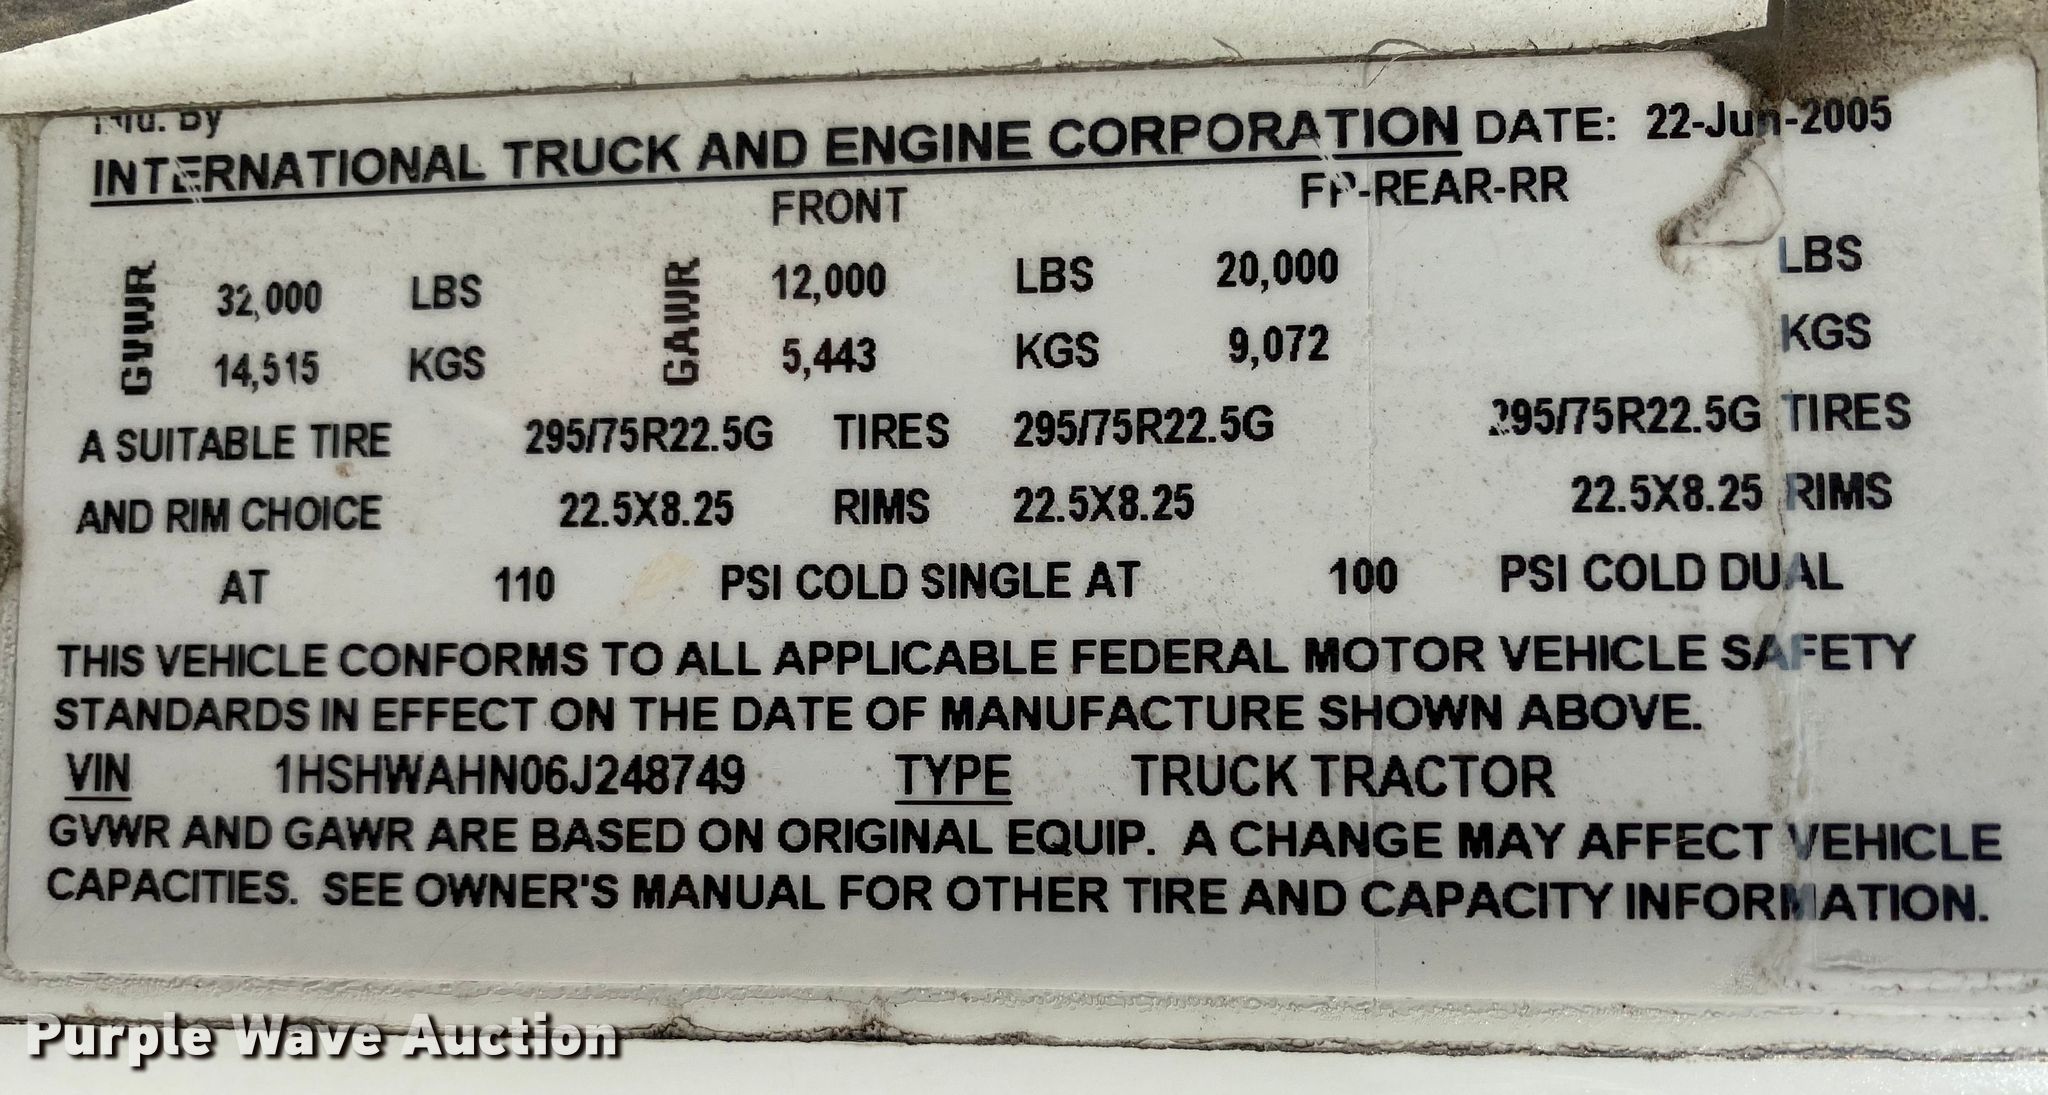 Mfd. By
INTERNATIONAL TRUCK AND ENGINE CORPORATION DATE: 22-Jun-2005
FRONT FR-REAR-RR
GVWR 32,000 LBS GAWR 12,000 LBS 20,000 LBS
14,515 KGS 5,443 KGS 9,072 KGS
A SUITABLE TIRE 295/75R22.5G TIRES 295/75R22.5G 295/75R22.5G TIRES
AND RIM CHOICE 22.5X8.25 RIMS 22.5X8.25 22.5X8.25 RIMS
AT 110 PSI COLD SINGLE AT 100 PSI COLD DUAL
THIS VEHICLE CONFORMS TO ALL APPLICABLE FEDERAL MOTOR VEHICLE SAFETY
STANDARDS IN EFFECT ON THE DATE OF MANUFACTURE SHOWN ABOVE.
VIN 1HSHWAHN06J248749 TYPE TRUCK TRACTOR
GVWR AND GAWR ARE BASED ON ORIGINAL EQUIP. A CHANGE MAY AFFECT VEHICLE
CAPACITIES. SEE OWNER'S MANUAL FOR OTHER TIRE AND CAPACITY INFORMATION.
Purple Wave Auction